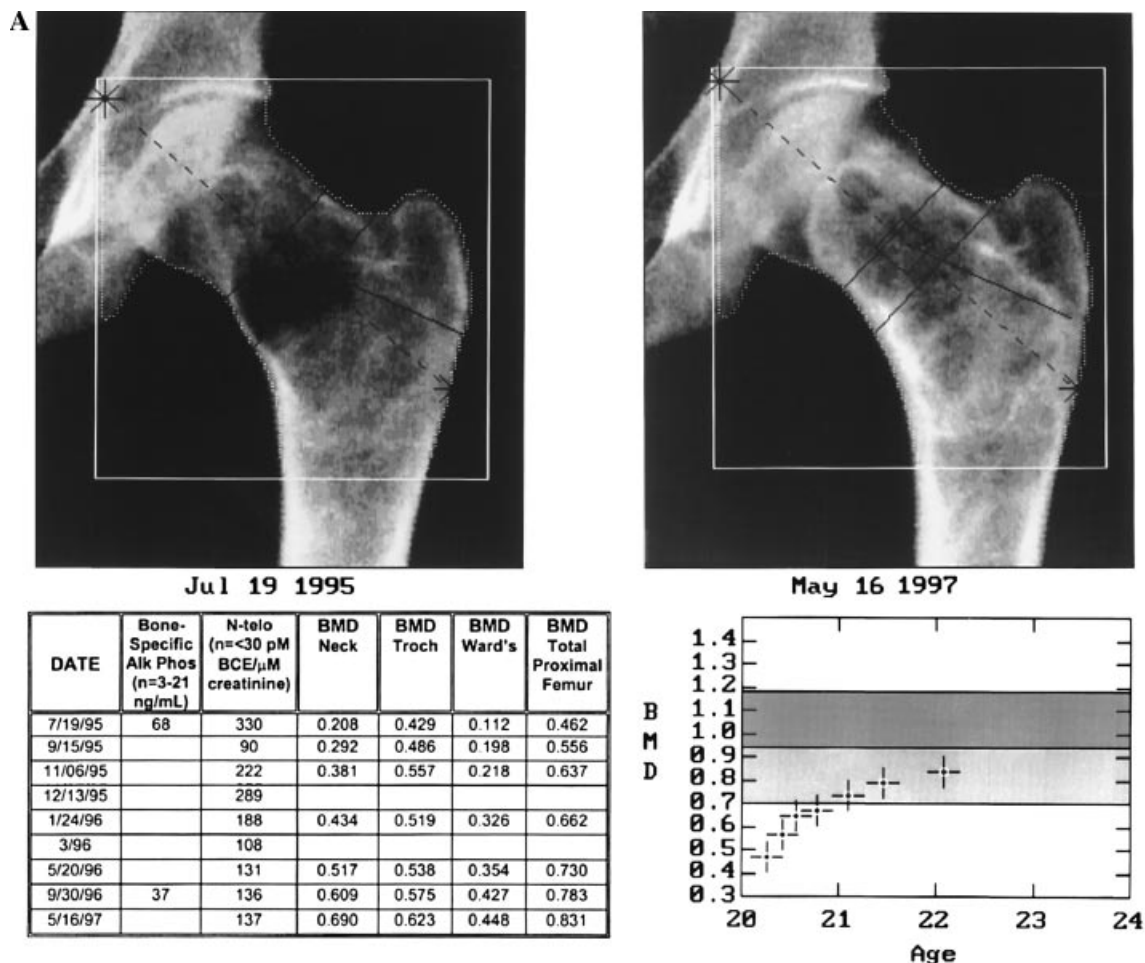 A
Jul 19 1995
May 16 1997
DATE Bone-Specific Alk Phos (n=3-21 ng/mL) N-telo (n=<30 pM BCE/µM creatinine) BMD Neck BMD Troch BMD Ward's BMD Total Proximal Femur
7/19/95 68 330 0.208 0.429 0.112 0.462
9/15/95 90 0.292 0.486 0.198 0.556
11/06/95 222 0.381 0.557 0.218 0.637
12/13/95 289
1/24/96 188 0.434 0.519 0.326 0.662
3/96 108
5/20/96 131 0.517 0.538 0.354 0.730
9/30/96 37 136 0.609 0.575 0.427 0.783
5/16/97 137 0.690 0.623 0.448 0.831
BMD
1.4
1.3
1.2
1.1
1.0
0.9
0.8
0.7
0.6
0.5
0.4
0.3
20 21 22 23 24
Age